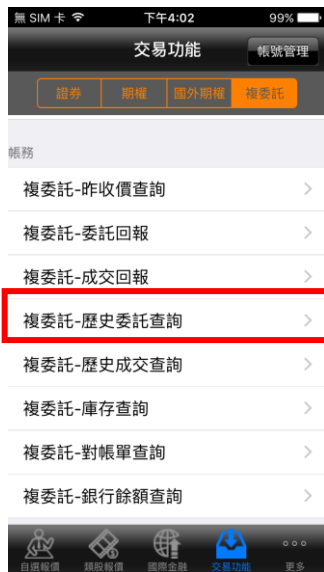 無 SIM 卡 下午4:02 99%
交易功能 帳號管理
證券 期權 國外期權 複委託
帳務
複委託-昨收價查詢
複委託-委託回報
複委託-成交回報
複委託-歷史委託查詢
複委託-歷史成交查詢
複委託-庫存查詢
複委託-對帳單查詢
複委託-銀行餘額查詢
自選報價 類股報價 國際金融 交易功能 更多